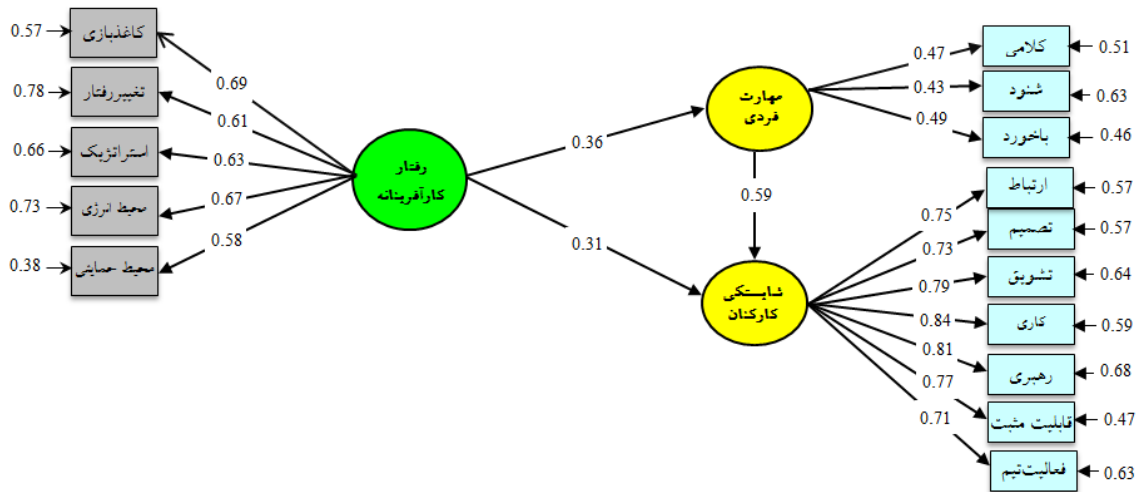 کاغذبازی
0.57
تغییررفتار
0.78
استراتژیک
0.66
محیط انرژی
0.73
محیط حمایتی
0.38
0.69
0.61
0.63
0.67
0.58
رفتار
کارآفرینانه
0.36
0.31
مهارت
فردی
0.59
شایستگی
کارکنان
0.47
0.43
0.49
کلامی
0.51
شنود
0.63
باخورد
0.46
0.75
0.73
0.79
0.84
0.81
0.77
0.71
ارتباط
0.57
تصمیم
0.57
تشویق
0.64
کاری
0.59
رهبری
0.68
قابلیت مثبت
0.47
فعالیت‌تیم
0.63